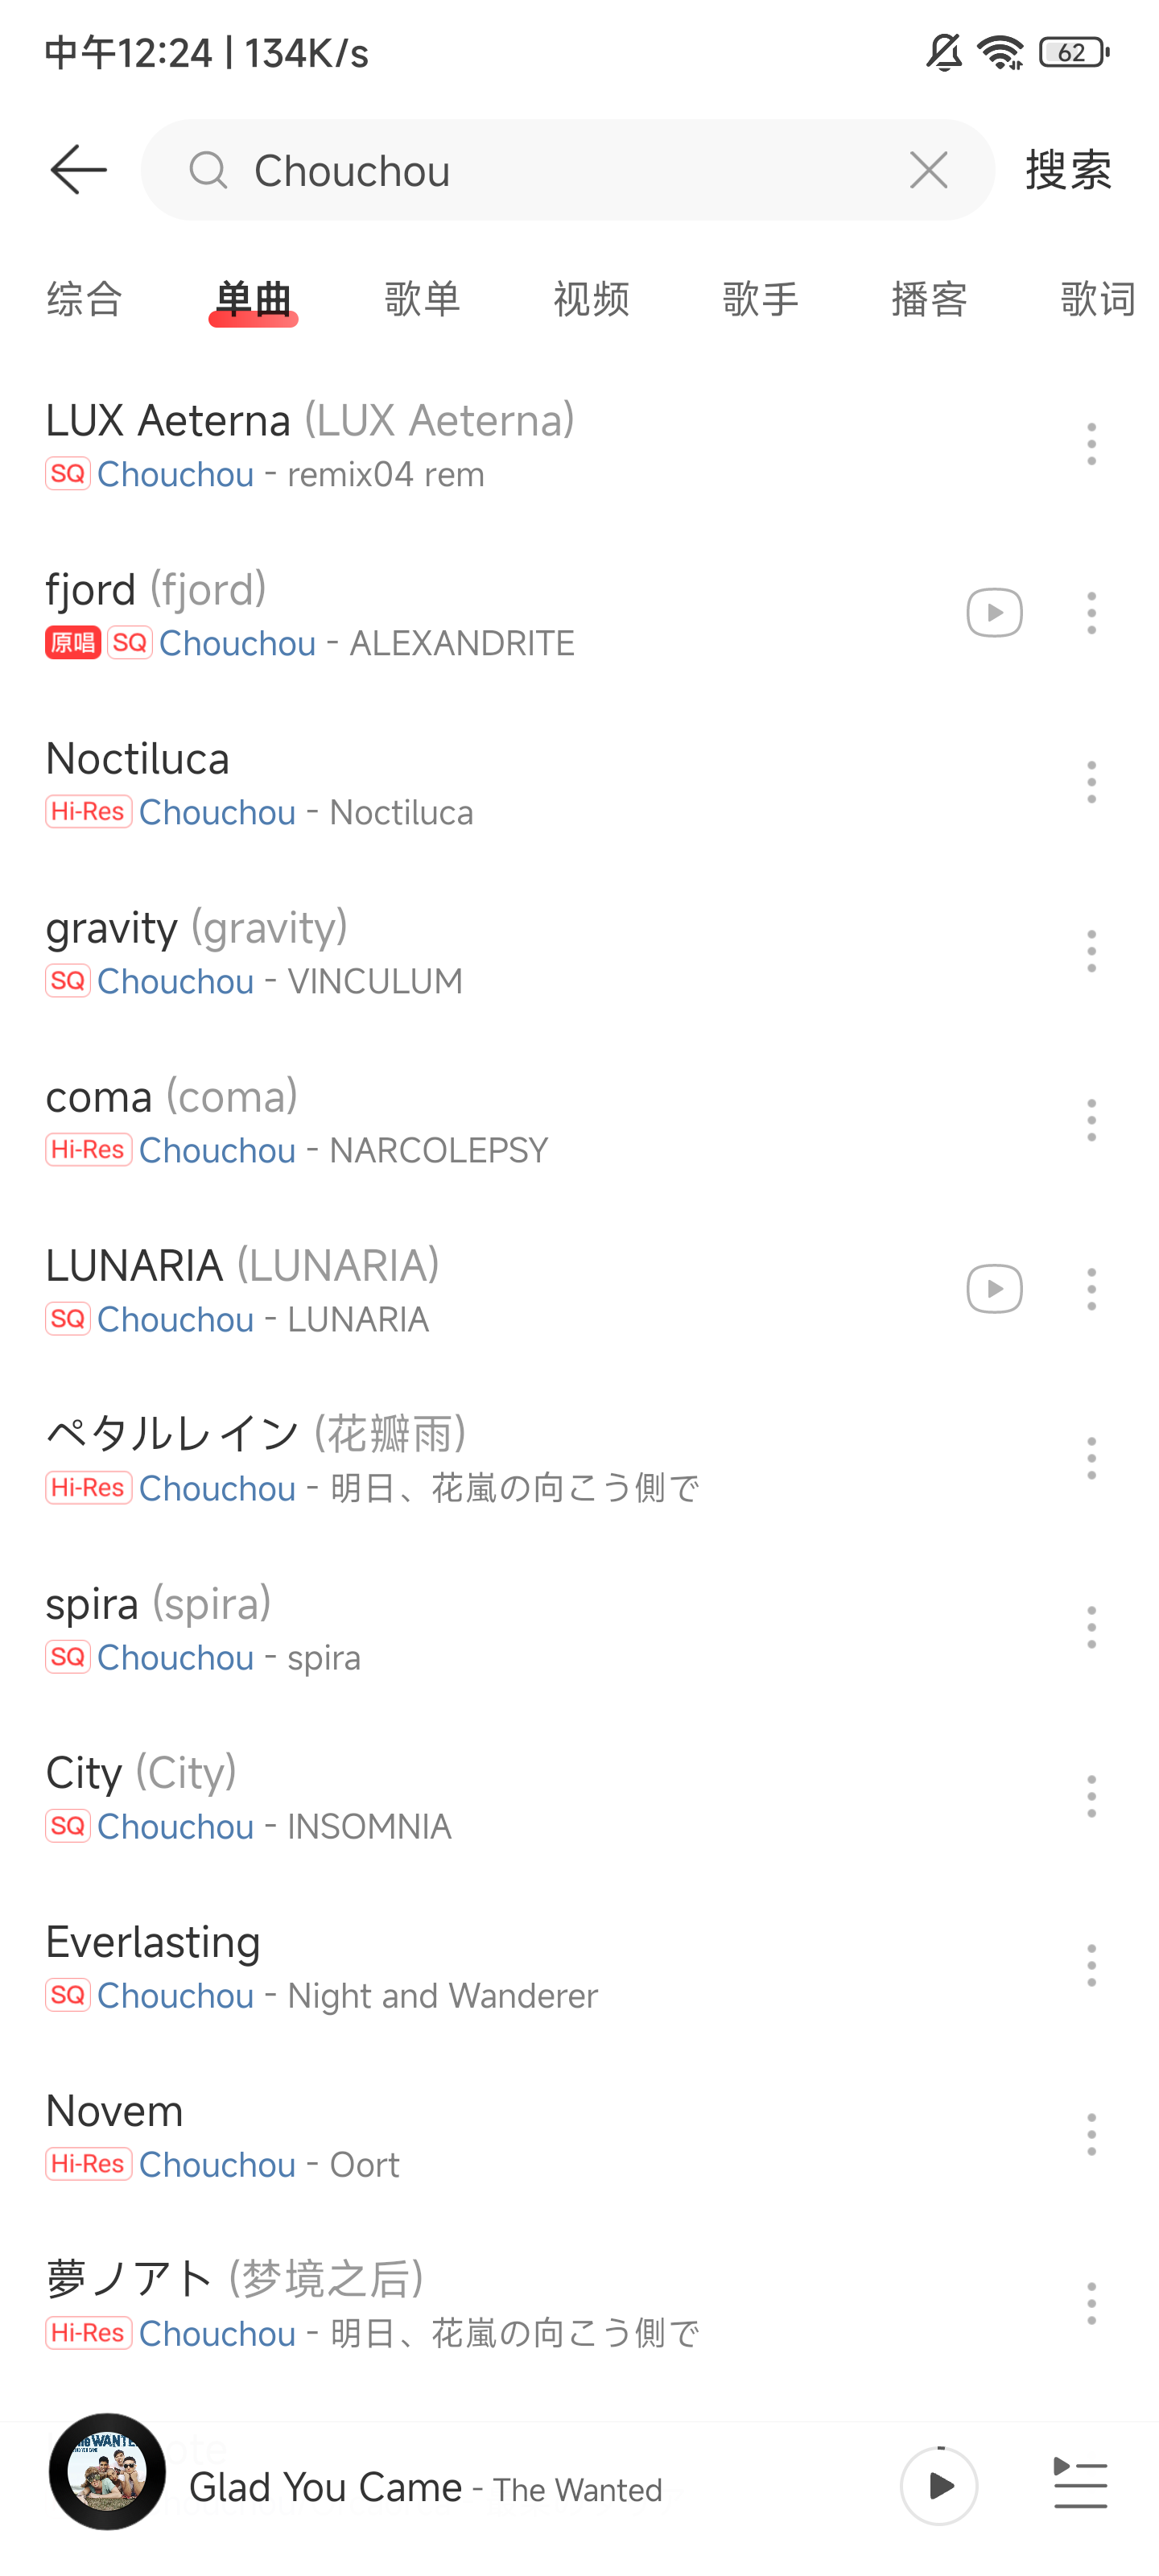 中午12:24 | 134K/s
62
Chouchou
搜索
综合 单曲 歌单 视频 歌手 播客 歌词
LUX Aeterna (LUX Aeterna)
SQ Chouchou - remix04 rem
fjord (fjord)
原唱 SQ Chouchou - ALEXANDRITE
Noctiluca
Hi-Res Chouchou - Noctiluca
gravity (gravity)
SQ Chouchou - VINCULUM
coma (coma)
Hi-Res Chouchou - NARCOLEPSY
LUNARIA (LUNARIA)
SQ Chouchou - LUNARIA
ペタルレイン (花瓣雨)
Hi-Res Chouchou - 明日、花嵐の向こう側で
spira (spira)
SQ Chouchou - spira
City (City)
SQ Chouchou - INSOMNIA
Everlasting
SQ Chouchou - Night and Wanderer
Novem
Hi-Res Chouchou - Oort
夢ノアト (梦境之后)
Hi-Res Chouchou - 明日、花嵐の向こう側で
Glad You Came - The Wanted